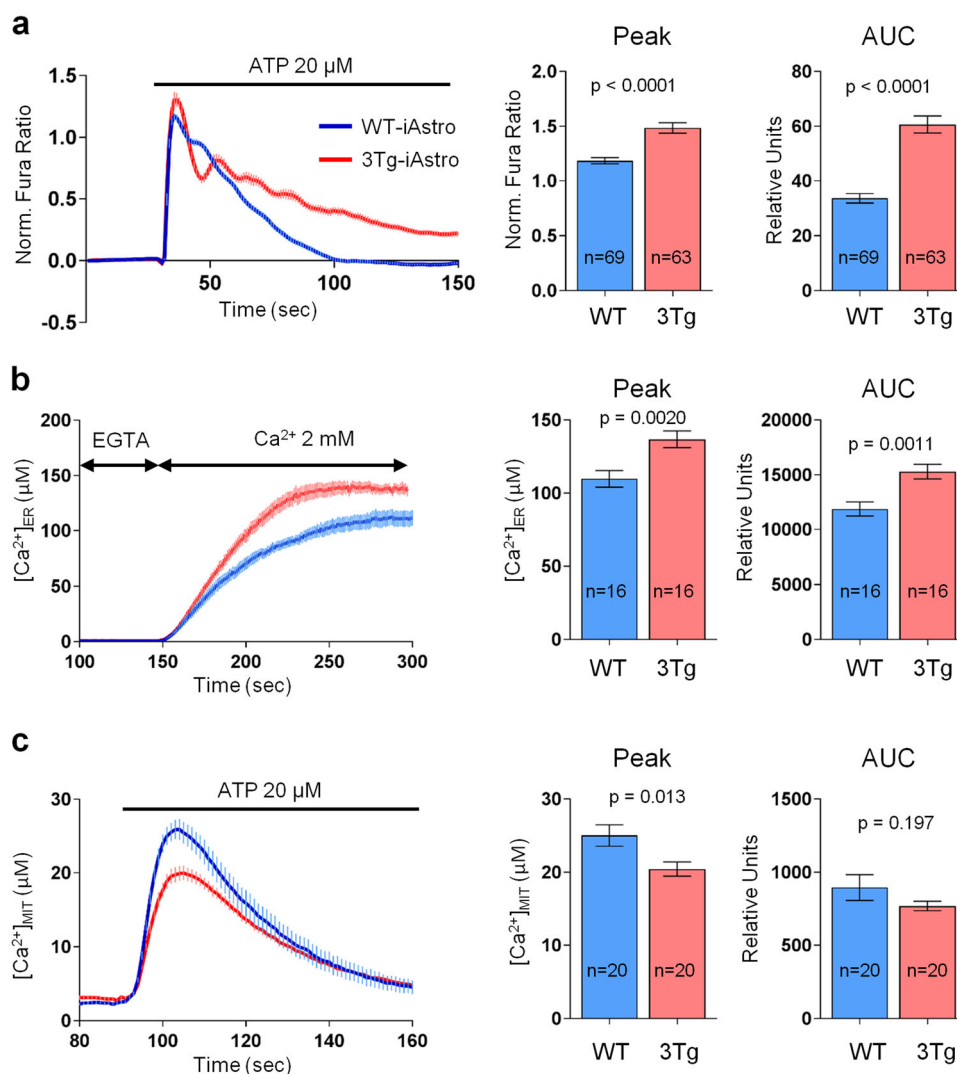 a
ATP 20 µM
Norm. Fura Ratio
1.5
1.0
0.5
0.0
-0.5
50
100
150
Time (sec)
WT-iAstro
3Tg-iAstro
Peak
p < 0.0001
Norm. Fura Ratio
2.0
1.5
1.0
0.5
0.0
n=69
n=63
WT
3Tg
AUC
p < 0.0001
Relative Units
80
60
40
20
0
n=69
n=63
WT
3Tg
b
EGTA
Ca²⁺ 2 mM
[Ca²⁺]ER (µM)
200
150
100
50
0
100
150
200
250
300
Time (sec)
Peak
p = 0.0020
[Ca²⁺]ER (µM)
150
100
50
0
n=16
n=16
WT
3Tg
AUC
p = 0.0011
Relative Units
20000
15000
10000
5000
0
n=16
n=16
WT
3Tg
c
ATP 20 µM
[Ca²⁺]MIT (µM)
30
20
10
0
80
100
120
140
160
Time (sec)
Peak
p = 0.013
[Ca²⁺]MIT (µM)
30
20
10
0
n=20
n=20
WT
3Tg
AUC
p = 0.197
Relative Units
1500
1000
500
0
n=20
n=20
WT
3Tg